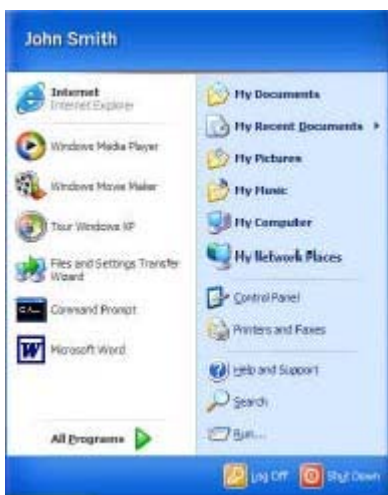 John Smith
Internet
Internet Explorer
Windows Media Player
Windows Movie Maker
Tour Windows XP
Files and Settings Transfer
Wizard
Command Prompt
Microsoft Word
All Programs
My Documents
My Recent Documents
My Pictures
My Music
My Computer
My Network Places
Control Panel
Printers and Faxes
Help and Support
Search
Run...
Log Off
Shut Down